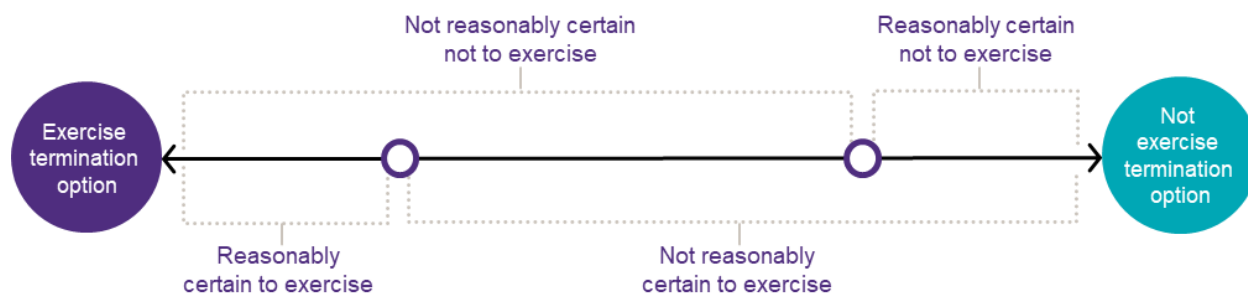 Not reasonably certain
not to exercise
Reasonably certain
not to exercise
Exercise
termination
option
Not
exercise
termination
option
Reasonably
certain to exercise
Not reasonably
certain to exercise